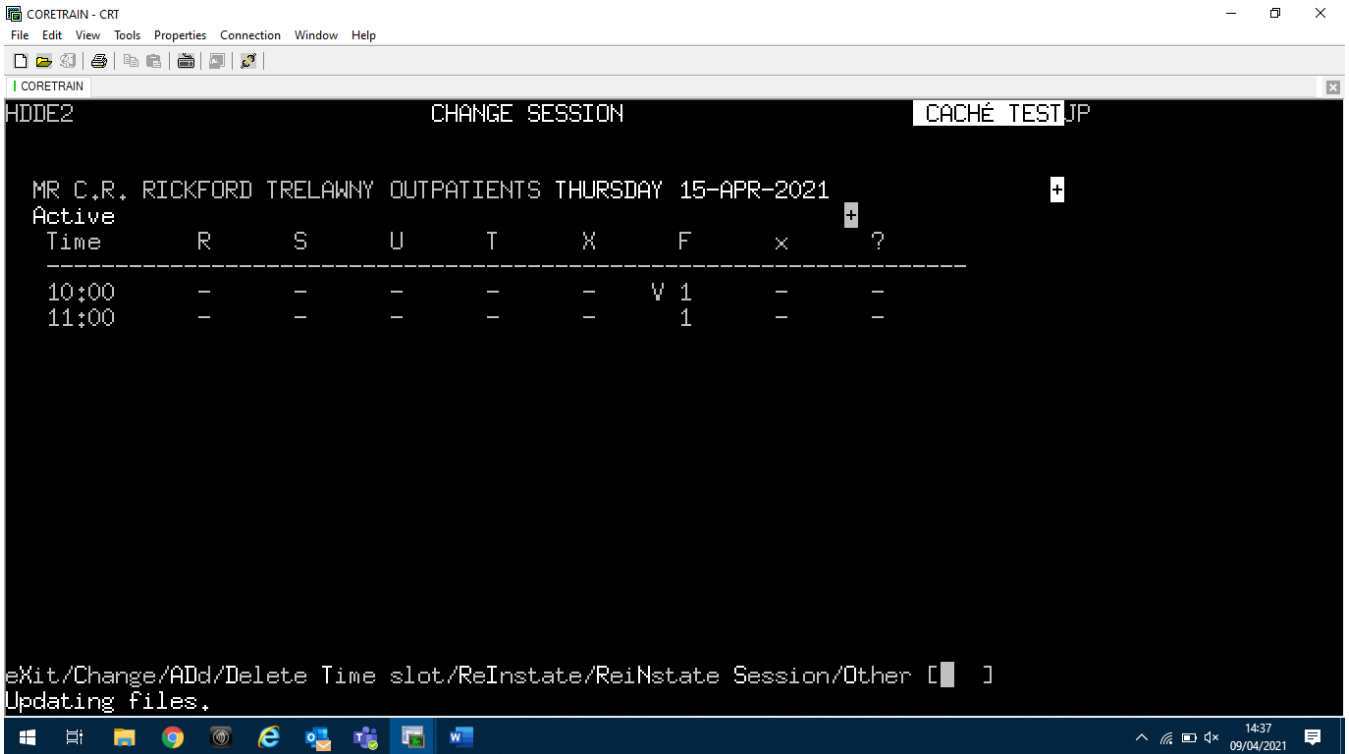 CORETRAIN - CRT
File Edit View Tools Properties Connection Window Help
CORETRAIN
HDDE2 CHANGE SESSION CACHÉ TESTJP
MR C.R. RICKFORD TRELAWNY OUTPATIENTS THURSDAY 15-APR-2021 +
Active +
Time R S U T X F x ?
--------------------------------------------------------------------
10:00 - - - - - V 1 - -
11:00 - - - - - 1 - -
eXit/Change/ADd/Delete Time slot/ReInstate/ReiNstate Session/Other [ ]
Updating files.
14:37
09/04/2021